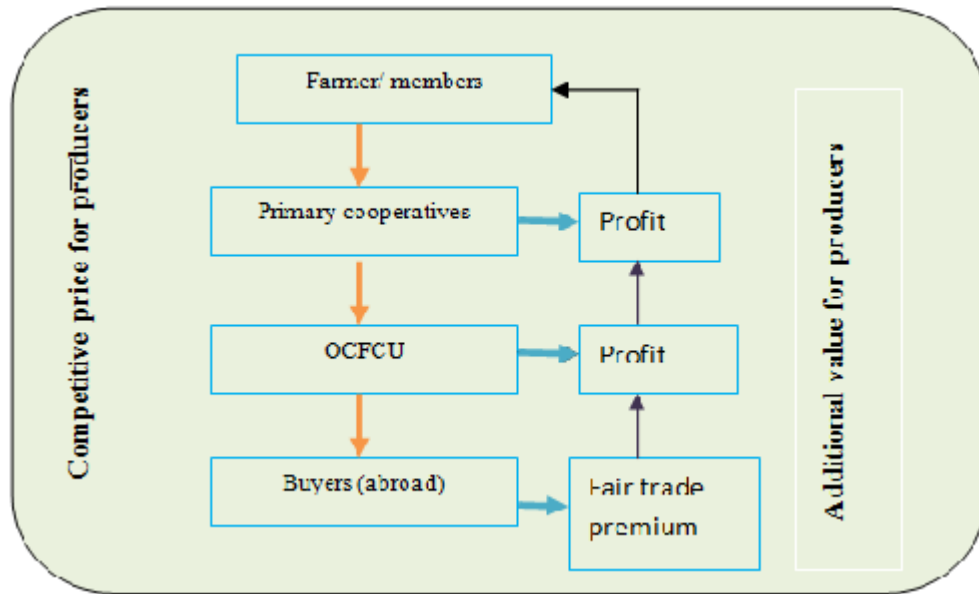 Competitive price for producers
Farmer/ members
Primary cooperatives
Profit
OCFCU
Profit
Buyers (abroad)
Fair trade
premium
Additional value for producers